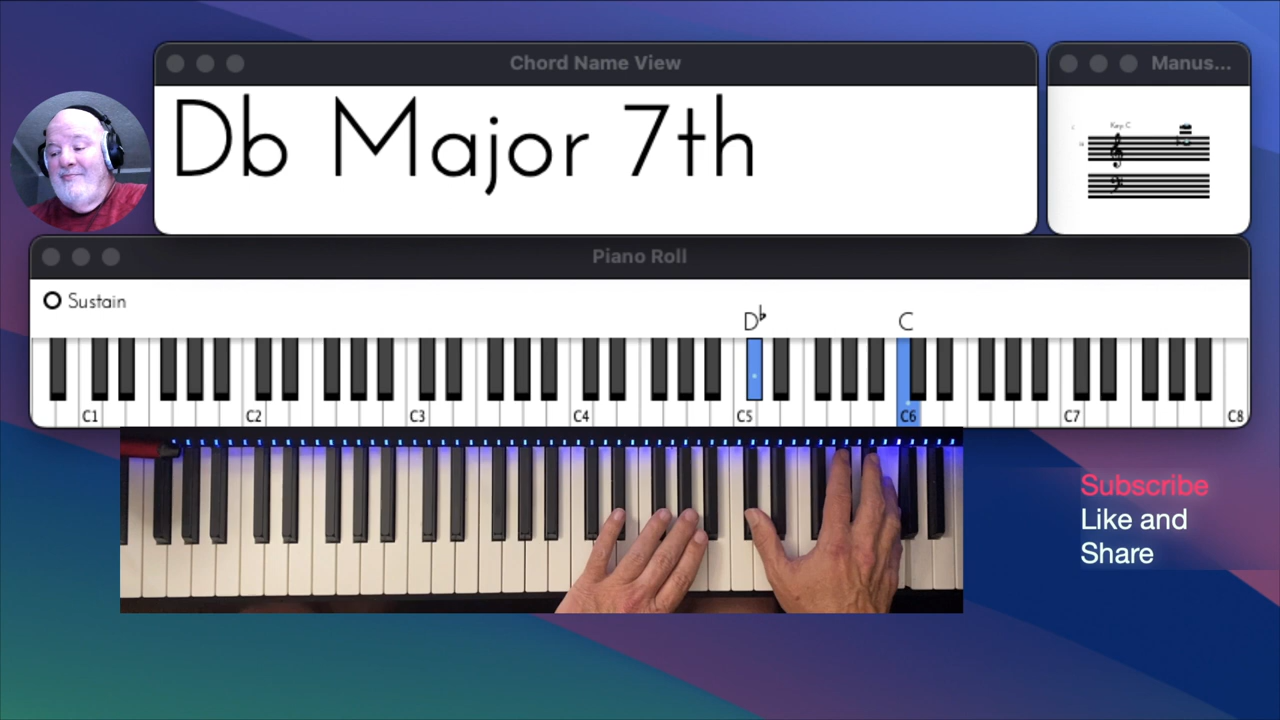 Chord Name View
Manus...
Db Major 7th
Key: C
Piano Roll
Sustain
D♭ C
C1 C2 C3 C4 C5 C6 C7 C8
Subscribe
Like and
Share